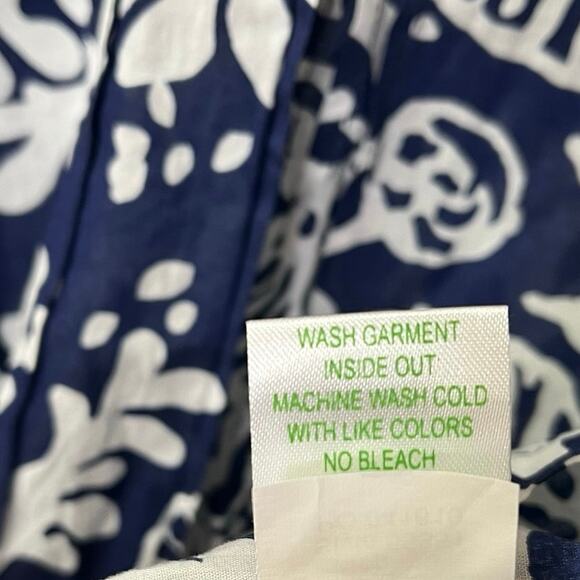 WASH GARMENT
INSIDE OUT
MACHINE WASH COLD
WITH LIKE COLORS
NO BLEACH